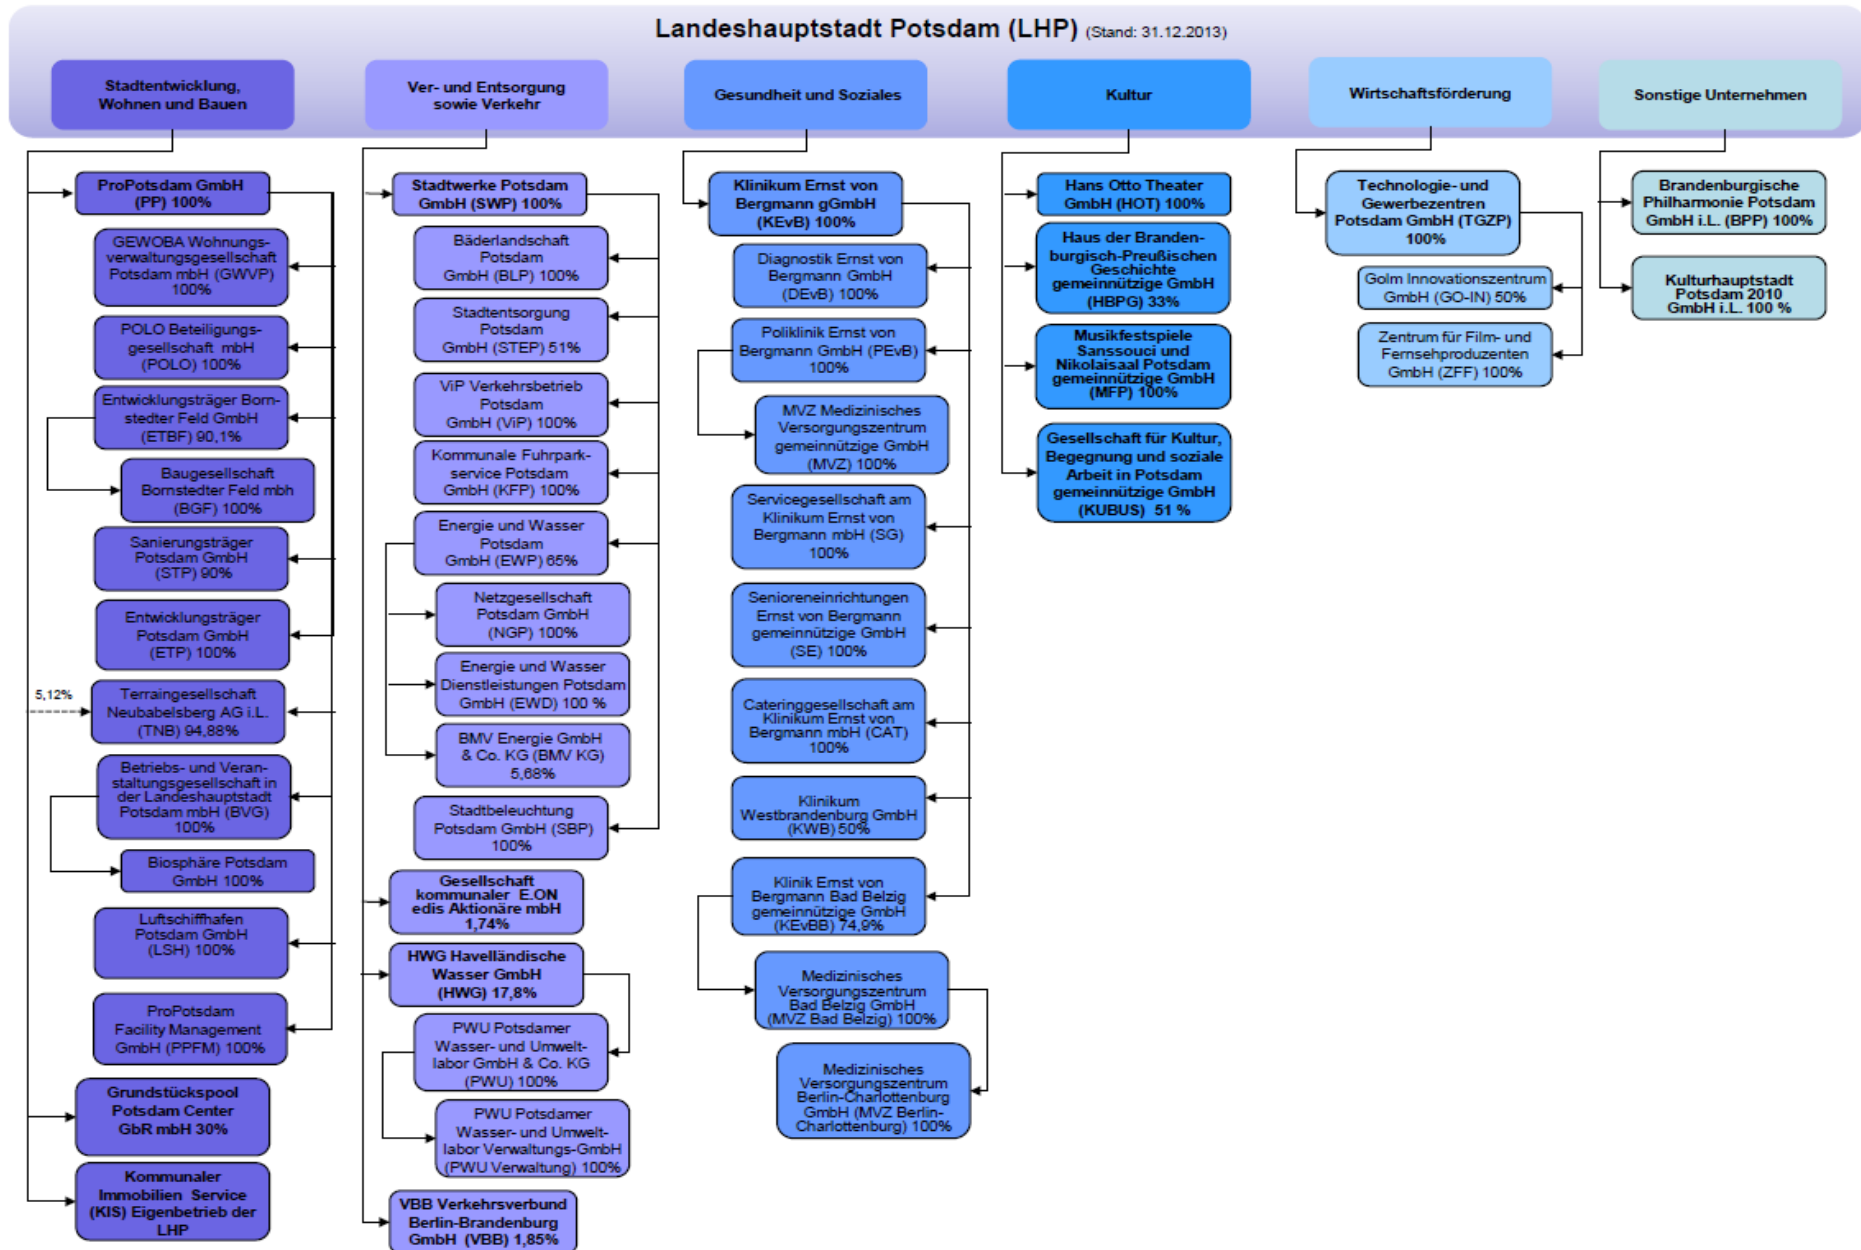 Landeshauptstadt Potsdam (LHP) (Stand: 31.12.2013)
Stadtentwicklung,
Wohnen und Bauen
ProPotsdam GmbH
(PP) 100%
GEWOBA Wohnungs-
verwaltungsgesellschaft
Potsdam mbH (GWVP)
100%
POLO Beteiligungs-
gesellschaft mbH
(POLO) 100%
Entwicklungsträger Born-
stedter Feld GmbH
(ETBF) 90,1%
Baugesellschaft
Bornstedter Feld mbh
(BGF) 100%
Sanierungsträger
Potsdam GmbH
(STP) 90%
Entwicklungsträger
Potsdam GmbH
(ETP) 100%
5,12%
Terraingesellschaft
Neubabelsberg AG i.L.
(TNB) 94,88%
Betriebs- und Veran-
staltungsgesellschaft in
der Landeshauptstadt
Potsdam mbH (BVG)
100%
Biosphäre Potsdam
GmbH 100%
Luftschiffhafen
Potsdam GmbH
(LSH) 100%
ProPotsdam
Facility Management
GmbH (PPFM) 100%
Grundstückspool
Potsdam Center
GbR mbH 30%
Kommunaler
Immobilien Service
(KIS) Eigenbetrieb der
LHP
Ver- und Entsorgung
sowie Verkehr
Stadtwerke Potsdam
GmbH (SWP) 100%
Bäderlandschaft
Potsdam
GmbH (BLP) 100%
Stadtentsorgung
Potsdam
GmbH (STEP) 51%
ViP Verkehrsbetrieb
Potsdam
GmbH (ViP) 100%
Kommunale Fuhrpark-
service Potsdam
GmbH (KFP) 100%
Energie und Wasser
Potsdam
GmbH (EWP) 65%
Netzgesellschaft
Potsdam GmbH
(NGP) 100%
Energie und Wasser
Dienstleistungen Potsdam
GmbH (EWD) 100 %
BMV Energie GmbH
& Co. KG (BMV KG)
5,68%
Stadtbeleuchtung
Potsdam GmbH (SBP)
100%
Gesellschaft
kommunaler E.ON
edis Aktionäre mbH
1,74%
HWG Havelländische
Wasser GmbH
(HWG) 17,8%
PWU Potsdamer
Wasser- und Umwelt-
labor GmbH & Co. KG
(PWU) 100%
PWU Potsdamer
Wasser- und Umwelt-
labor Verwaltungs-GmbH
(PWU Verwaltung) 100%
VBB Verkehrsverbund
Berlin-Brandenburg
GmbH (VBB) 1,85%
Gesundheit und Soziales
Klinikum Ernst von
Bergmann gGmbH
(KEvB) 100%
Diagnostik Ernst von
Bergmann GmbH
(DEvB) 100%
Poliklinik Ernst von
Bergmann GmbH (PEvB)
100%
MVZ Medizinisches
Versorgungszentrum
gemeinnützige GmbH
(MVZ) 100%
Servicegesellschaft am
Klinikum Ernst von
Bergmann mbH (SG)
100%
Senioreneinrichtungen
Ernst von Bergmann
gemeinnützige GmbH
(SE) 100%
Cateringgesellschaft am
Klinikum Ernst von
Bergmann mbH (CAT)
100%
Klinikum
Westbrandenburg GmbH
(KWB) 50%
Klinik Ernst von
Bergmann Bad Belzig
gemeinnützige GmbH
(KEvBB) 74,9%
Medizinisches
Versorgungszentrum
Bad Belzig GmbH
(MVZ Bad Belzig) 100%
Medizinisches
Versorgungszentrum
Berlin-Charlottenburg
GmbH (MVZ Berlin-
Charlottenburg) 100%
Kultur
Hans Otto Theater
GmbH (HOT) 100%
Haus der Branden-
burgisch-Preußischen
Geschichte
gemeinnützige GmbH
(HBPG) 33%
Musikfestspiele
Sanssouci und
Nikolaisaal Potsdam
gemeinnützige GmbH
(MFP) 100%
Gesellschaft für Kultur,
Begegnung und soziale
Arbeit in Potsdam
gemeinnützige GmbH
(KUBUS) 51 %
Wirtschaftsförderung
Technologie- und
Gewerbezentren
Potsdam GmbH (TGZP)
100%
Golm Innovationszentrum
GmbH (GO-IN) 50%
Zentrum für Film- und
Fernsehproduzenten
GmbH (ZFF) 100%
Sonstige Unternehmen
Brandenburgische
Philharmonie Potsdam
GmbH i.L. (BPP) 100%
Kulturhauptstadt
Potsdam 2010
GmbH i.L. 100 %